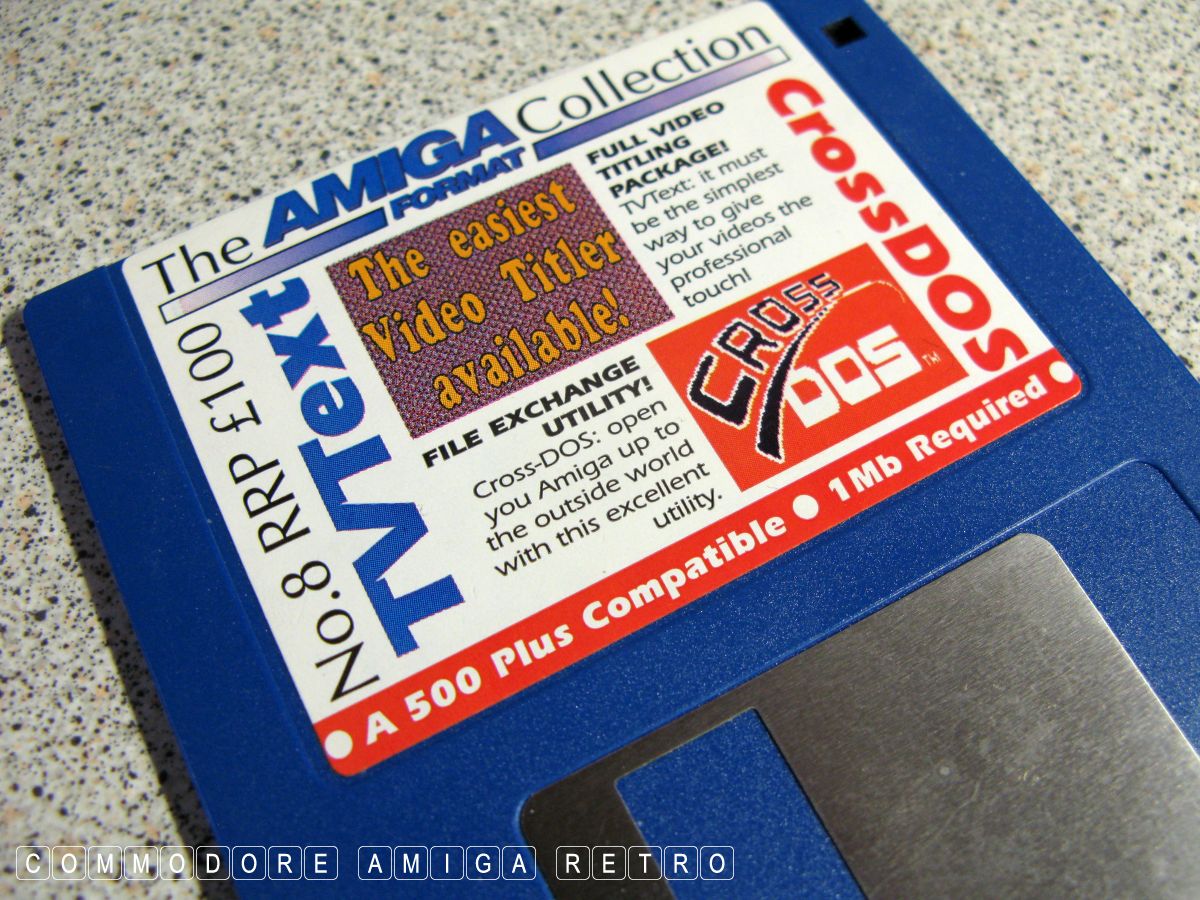 The AMIGA FORMAT Collection
No.8 RRP £100
TVText
The easiest
Video Titler
available!
FULL VIDEO
TITLING
PACKAGE!
TVText: it must
be the simplest
way to give
your videos the
professional
touch!
CrossDOS
FILE EXCHANGE
UTILITY!
Cross-DOS: open
you Amiga up to
the outside world
with this excellent
utility.
CROSS
DOS™
● A 500 Plus Compatible ● 1Mb Required ●
COMMODORE AMIGA RETRO